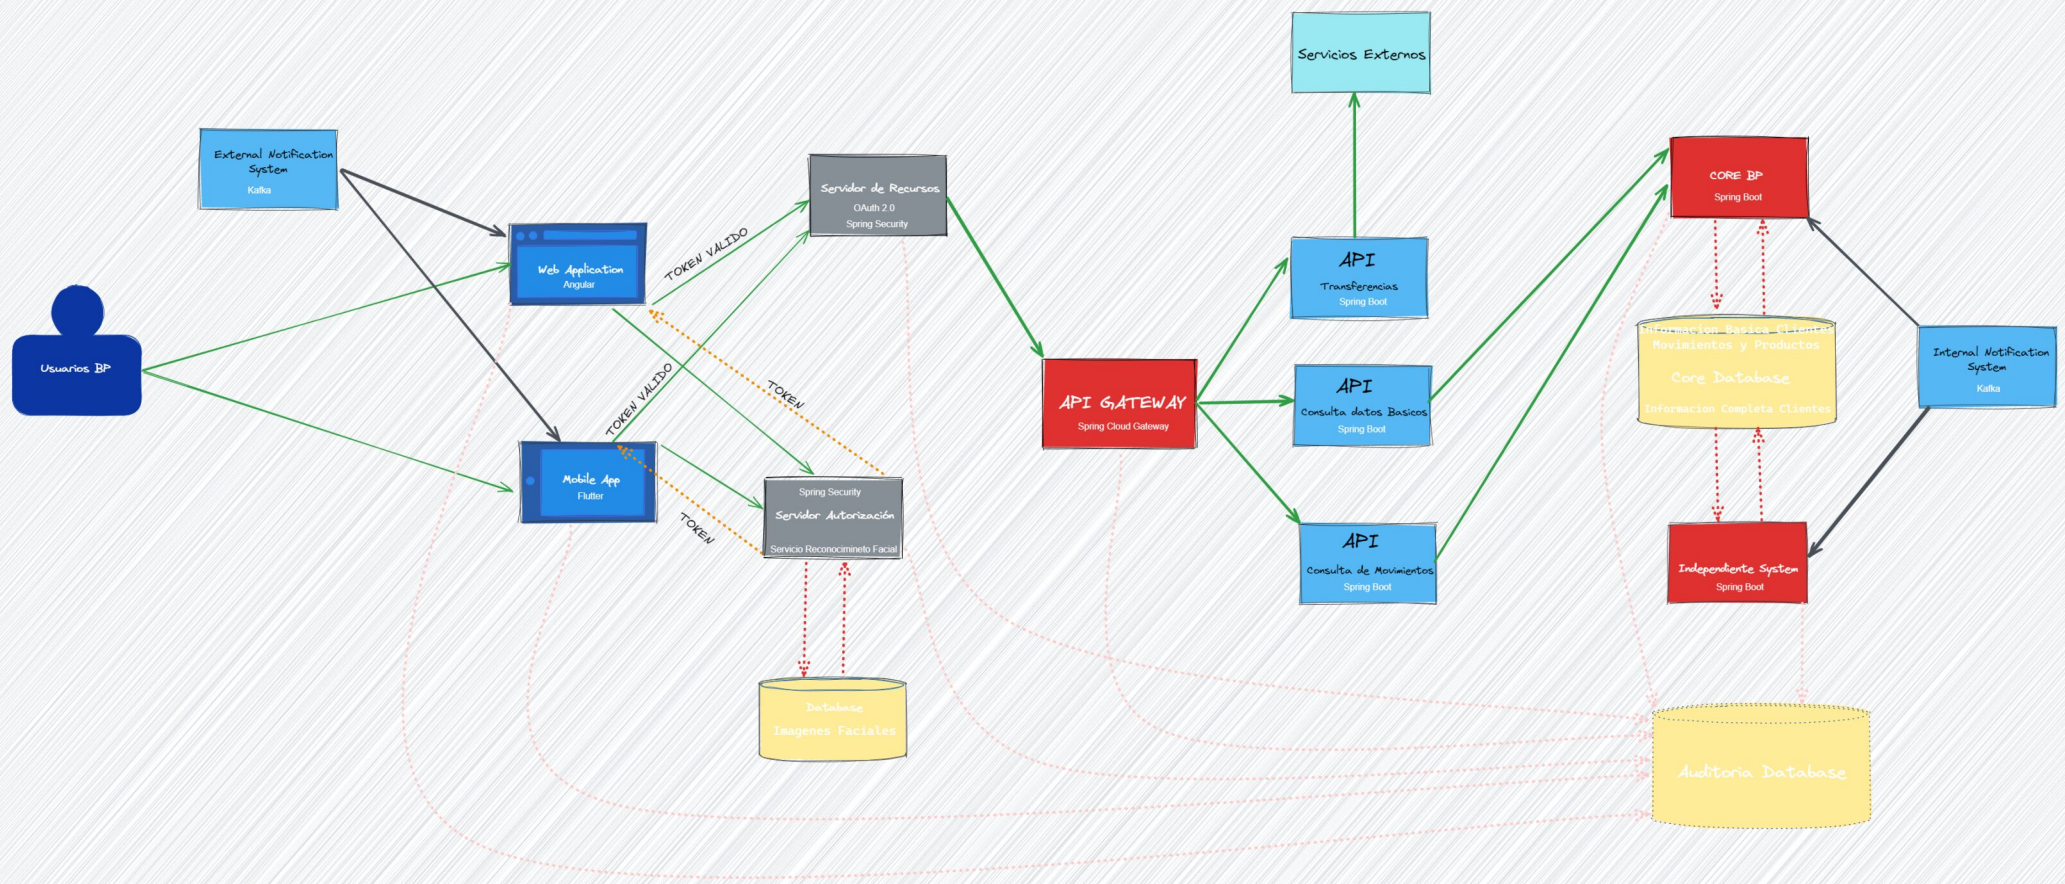 Servicios Externos
External Notification
System
Kafka
Usuarios BP
Web Application
Angular
Mobile App
Flutter
TOKEN VALIDO
TOKEN VALIDO
TOKEN
TOKEN
Servidor de Recursos
OAuth 2.0
Spring Security
Spring Security
Servidor Autorización
Servicio Reconocimineto Facial
Database
Imagenes Faciales
API GATEWAY
Spring Cloud Gateway
API
Transferencias
Spring Boot
API
Consulta datos Basicos
Spring Boot
API
Consulta de Movimientos
Spring Boot
CORE BP
Spring Boot
Informacion Basica Clientes
Movimientos y Productos
Core Database
Informacion Completa Clientes
Internal Notification
System
Kafka
Independiente System
Spring Boot
Auditoria Database